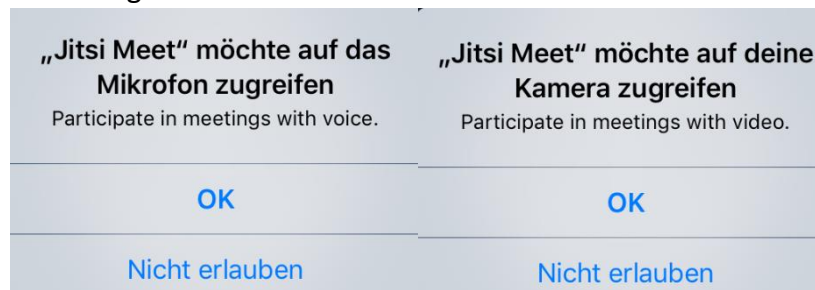 „Jitsi Meet“ möchte auf das
Mikrofon zugreifen
Participate in meetings with voice.
OK
Nicht erlauben
„Jitsi Meet“ möchte auf deine
Kamera zugreifen
Participate in meetings with video.
OK
Nicht erlauben